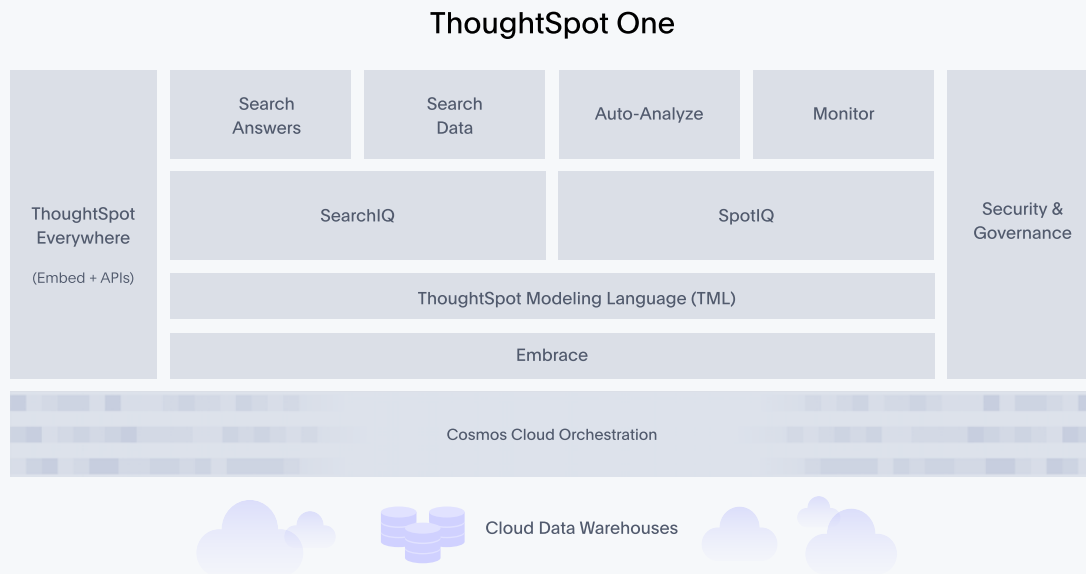 ThoughtSpot One
ThoughtSpot
Everywhere
(Embed + APIs)
Search
Answers
Search
Data
Auto-Analyze
Monitor
SearchIQ
SpotIQ
ThoughtSpot Modeling Language (TML)
Embrace
Security &
Governance
Cosmos Cloud Orchestration
Cloud Data Warehouses